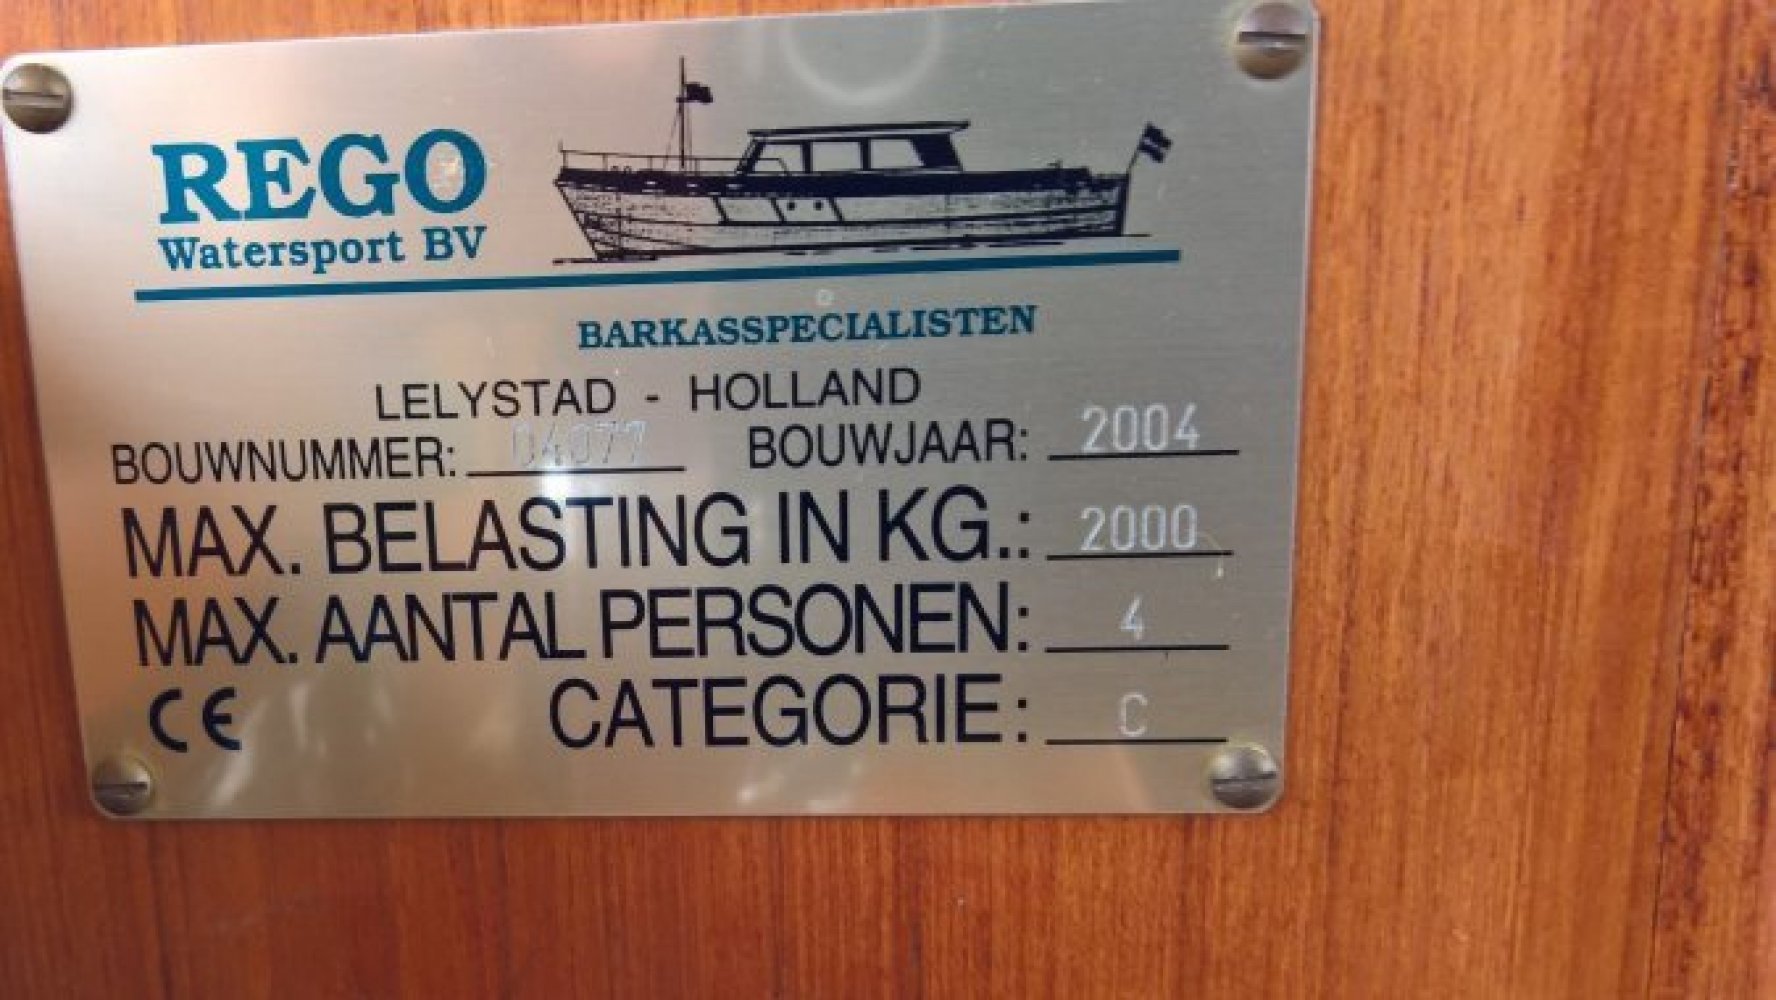 REGO
Watersport BV
BARKASSPECIALISTEN
LELYSTAD - HOLLAND
BOUWNUMMER: 04077 BOUWJAAR: 2004
MAX. BELASTING IN KG.: 2000
MAX. AANTAL PERSONEN: 4
CE CATEGORIE: C